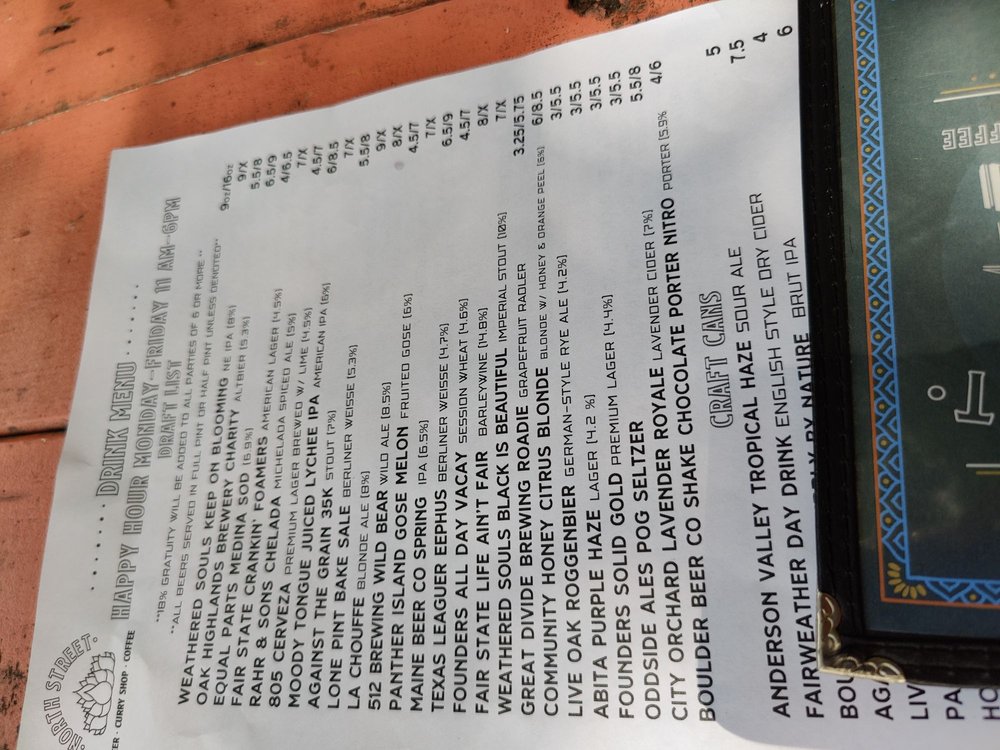 NORTH STREET
CURRY SHOP · COFFEE
DRINK MENU
HAPPY HOUR MONDAY-FRIDAY 11 AM-6PM
DRAFT LIST
**18% GRATUITY WILL BE ADDED TO ALL PARTIES OF 6 OR MORE **
**ALL BEERS SERVED IN FULL PINT OR HALF PINT UNLESS DENOTED**
9oz/16oz
WEATHERED SOULS KEEP ON BLOOMING NE IPA (8%) 9/X
OAK HIGHLANDS BREWERY CHARITY ALTBIER (5.3%) 5.5/8
EQUAL PARTS MEDINA SOD (6.9%) 6.5/9
FAIR STATE CRANKIN' FOAMERS AMERICAN LAGER (4.5%) 4/6.5
RAHR & SONS CHELADA MICHELADA SPICED ALE (5%) 7/X
805 CERVEZA PREMIUM LAGER BREWED W/ LIME (4.5%) 4.5/7
MOODY TONGUE JUICED LYCHEE IPA AMERICAN IPA (6%) 6/8.5
AGAINST THE GRAIN 35K STOUT (7%) 7/X
LONE PINT BAKE SALE BERLINER WEISSE (5.3%) 5.5/8
LA CHOUFFE BLONDE ALE (8%) 9/X
512 BREWING WILD BEAR WILD ALE (8.5%) 8/X
PANTHER ISLAND GOSE MELON FRUITED GOSE (6%) 4.5/7
MAINE BEER CO SPRING IPA (6.5%) 7/X
TEXAS LEAGUER EEPHUS BERLINER WEISSE (4.7%) 6.5/9
FOUNDERS ALL DAY VACAY SESSION WHEAT (4.6%) 4.5/7
FAIR STATE LIFE AIN'T FAIR BARLEYWINE (14.8%) 8/X
WEATHERED SOULS BLACK IS BEAUTIFUL IMPERIAL STOUT (10%) 7/X
GREAT DIVIDE BREWING ROADIE GRAPEFRUIT RADLER 3.25/5.75
COMMUNITY HONEY CITRUS BLONDE BLONDE W/ HONEY & ORANGE PEEL (6%) 6/8.5
LIVE OAK ROGGENBIER GERMAN-STYLE RYE ALE (4.2%) 3/5.5
ABITA PURPLE HAZE LAGER (4.2 %) 3/5.5
FOUNDERS SOLID GOLD PREMIUM LAGER (4.4%) 3/5.5
ODDSIDE ALES POG SELTZER 3/5.5
CITY ORCHARD LAVENDER ROYALE LAVENDER CIDER (7%) 5.5/8
BOULDER BEER CO SHAKE CHOCOLATE PORTER NITRO PORTER (5.9% 4/6
CRAFT CANS
ANDERSON VALLEY TROPICAL HAZE SOUR ALE 5
FAIRWEATHER DAY DRINK ENGLISH STYLE DRY CIDER 7.5
BOU BY NATURE BRUT IPA 4
AGA 6
LIV
PA
HO